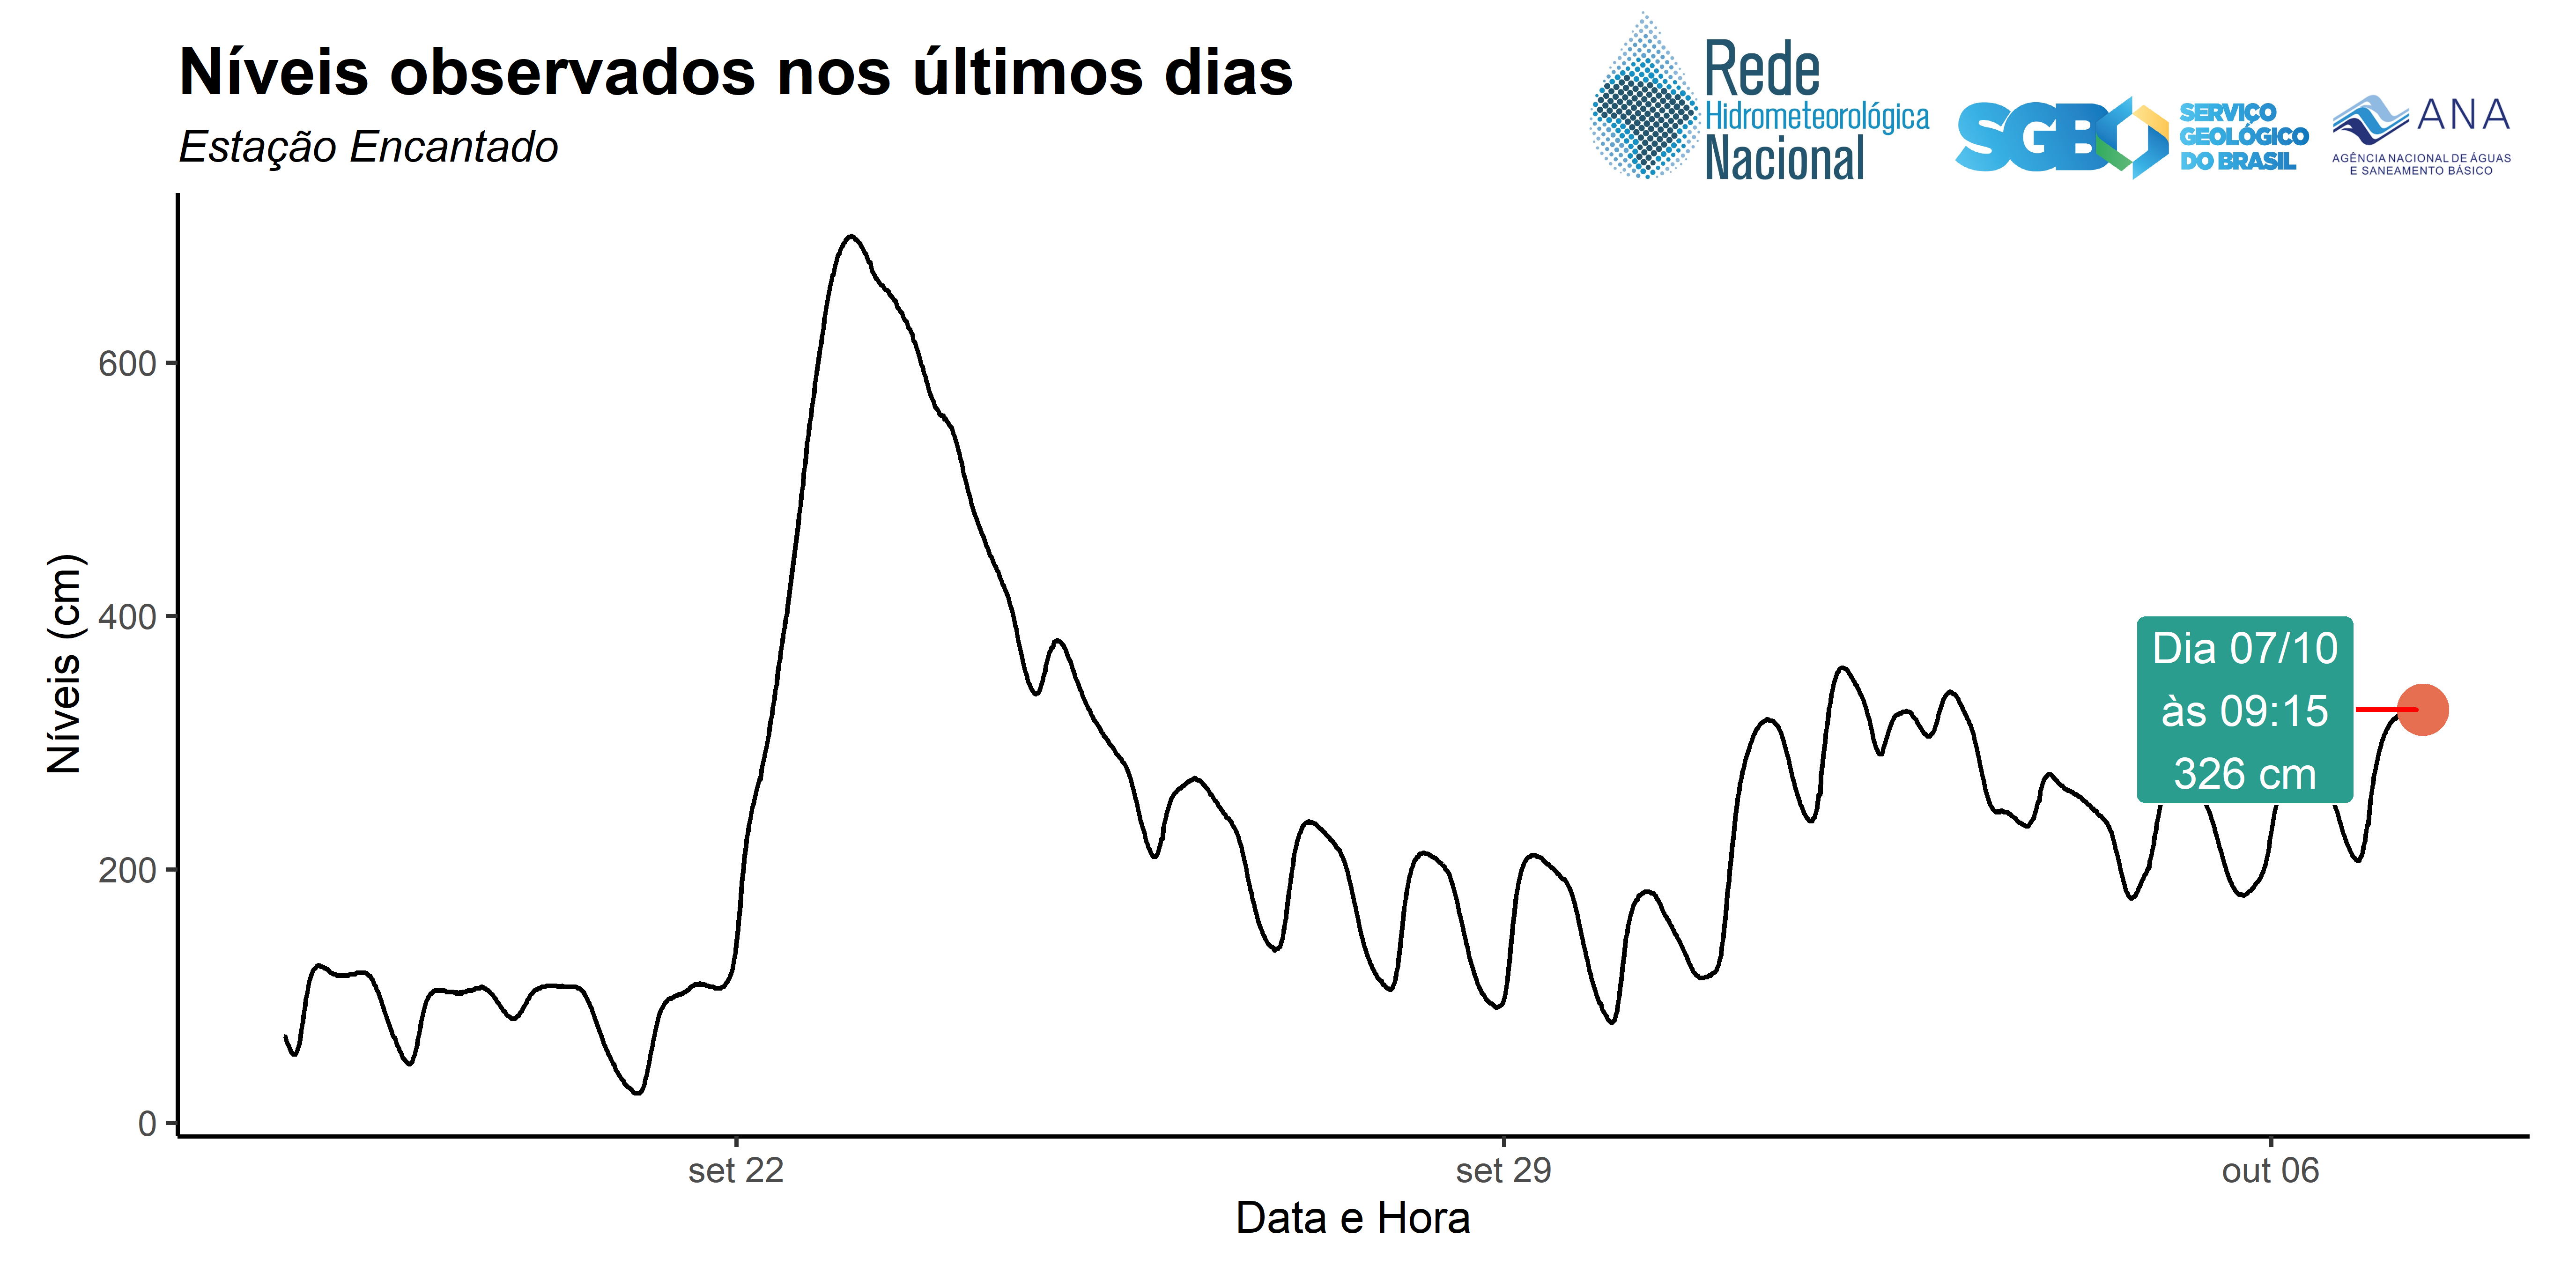 Níveis observados nos últimos dias
Estação Encantado
Rede
Hidrometeorológica
Nacional
SGB
SERVIÇO
GEOLÓGICO
DO BRASIL
ANA
AGÊNCIA NACIONAL DE ÁGUAS
E SANEAMENTO BÁSICO
Níveis (cm)
600
400
200
0
Dia 07/10
às 09:15
326 cm
set 22
set 29
out 06
Data e Hora